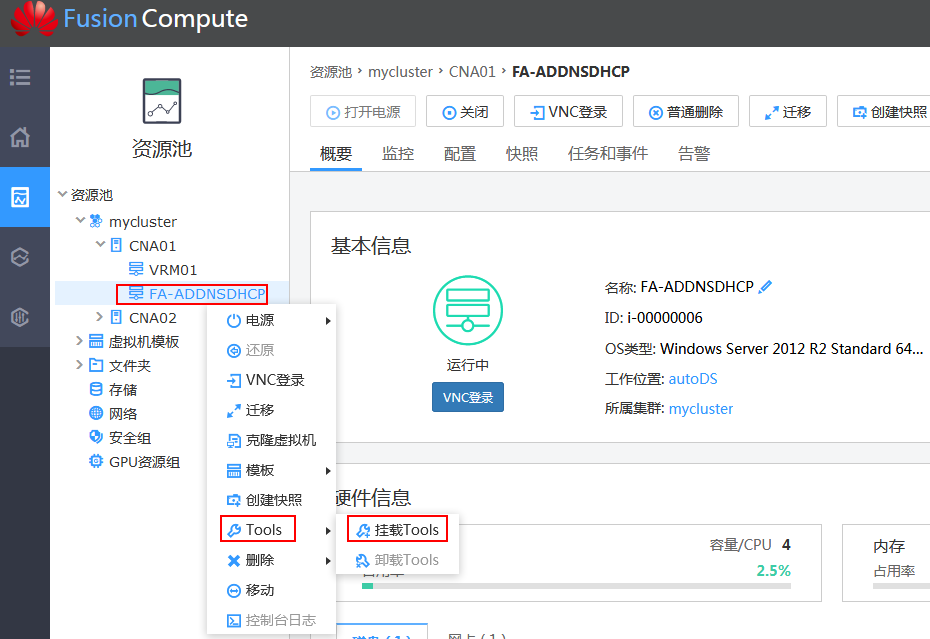 FusionCompute
资源池
资源池
mycluster
CNA01
VRM01
FA-ADDNSDHCP
CNA02
虚拟机模板
文件夹
存储
网络
安全组
GPU资源组
电源
还原
VNC登录
迁移
克隆虚拟机
模板
创建快照
Tools
删除
移动
控制台日志
挂载Tools
卸载Tools
资源池 › mycluster › CNA01 › FA-ADDNSDHCP
打开电源 关闭 VNC登录 普通删除 迁移 创建快照
概要 监控 配置 快照 任务和事件 告警
基本信息
运行中
VNC登录
名称: FA-ADDNSDHCP
ID: i-00000006
OS类型: Windows Server 2012 R2 Standard 64...
工作位置: autoDS
所属集群: mycluster
硬件信息
容量/CPU 4
占用率 2.5%
内存
占用率
磁盘 ( 1 ) 网卡 ( 1 )